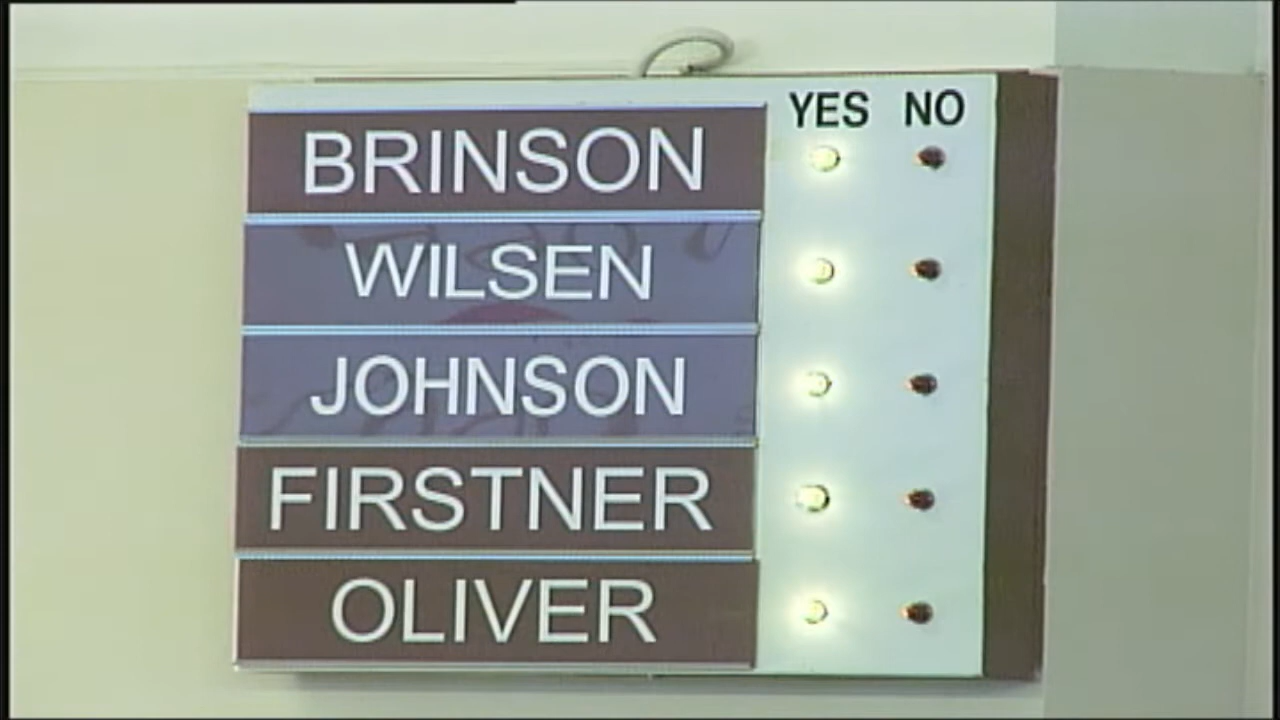 YES NO
BRINSON
WILSEN
JOHNSON
FIRSTNER
OLIVER